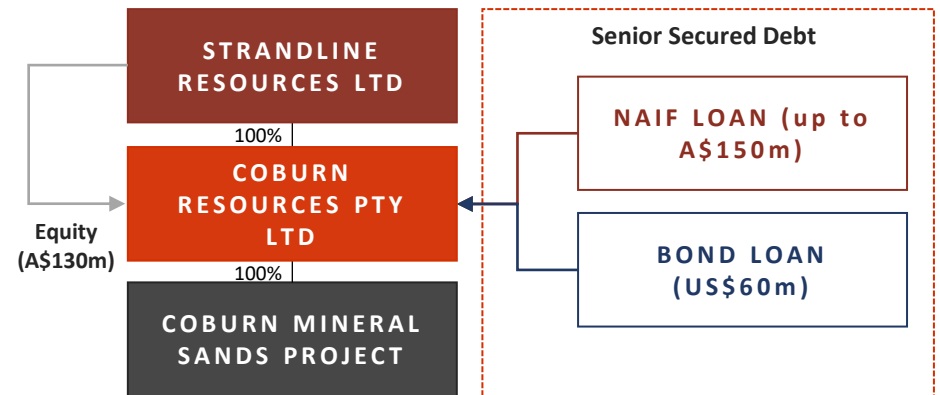 STRANDLINE
RESOURCES LTD
100%
COBURN
RESOURCES PTY
LTD
Equity
(A$130m)
100%
COBURN MINERAL
SANDS PROJECT
Senior Secured Debt
NAIF LOAN (up to
A$150m)
BOND LOAN
(US$60m)